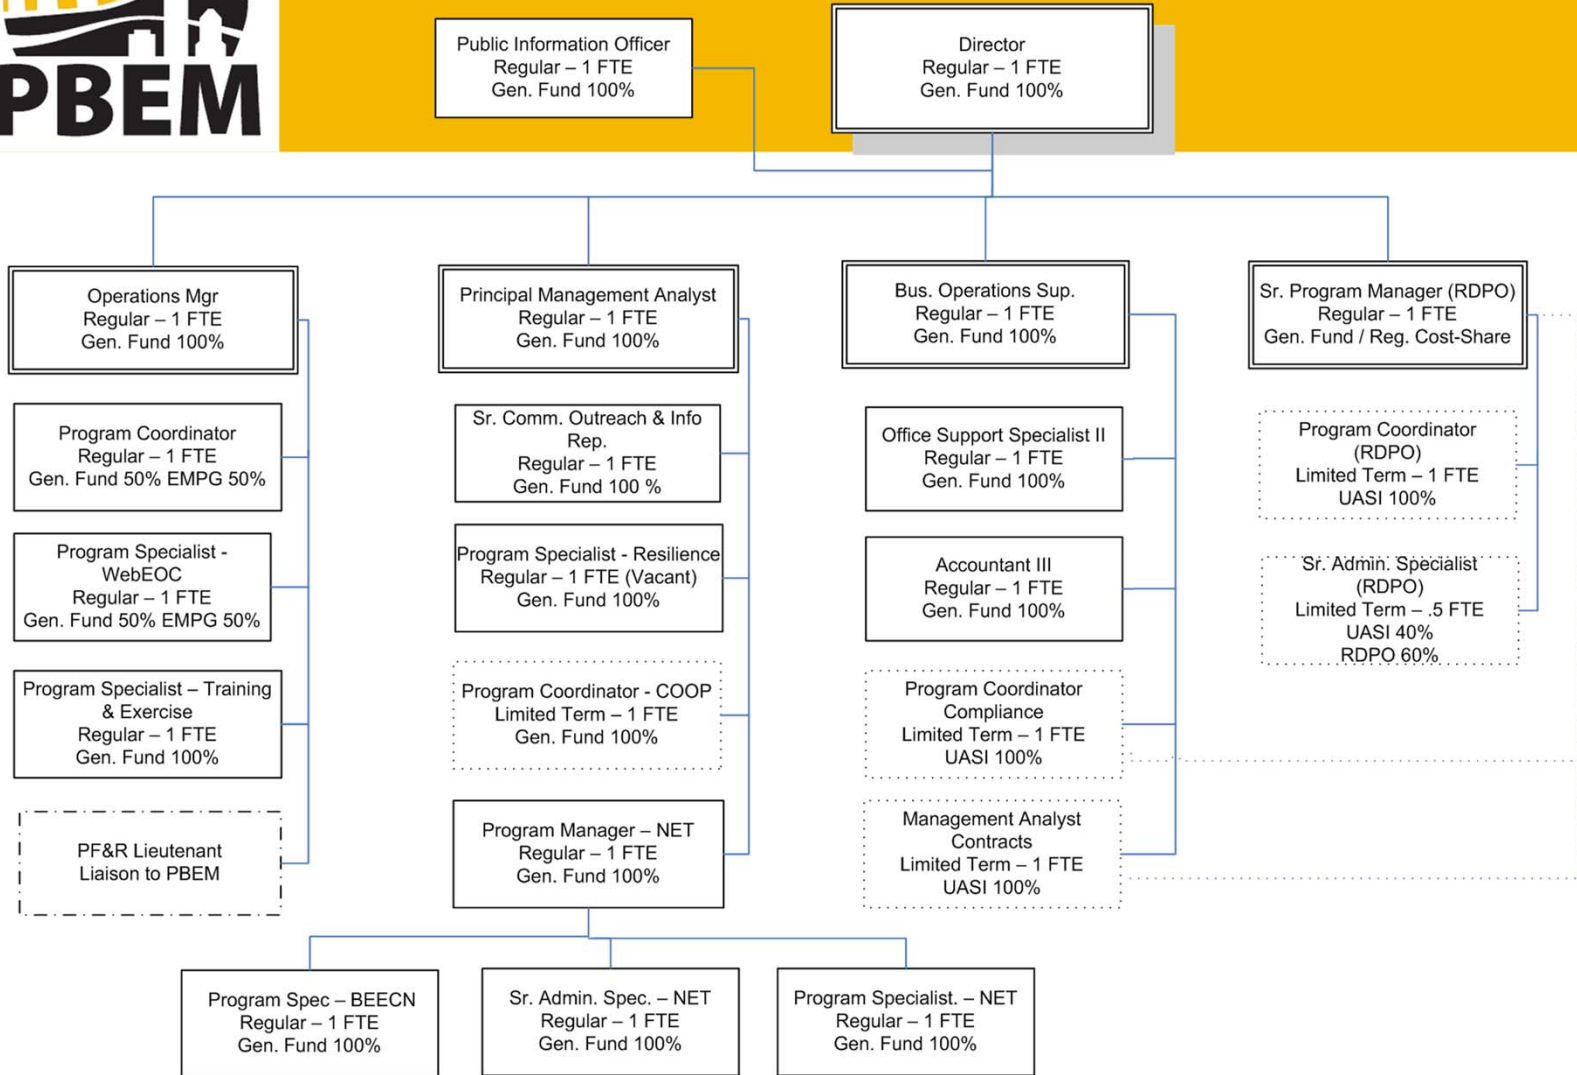 PBEM
Public Information Officer
Regular – 1 FTE
Gen. Fund 100%
Director
Regular – 1 FTE
Gen. Fund 100%
Operations Mgr
Regular – 1 FTE
Gen. Fund 100%
Program Coordinator
Regular – 1 FTE
Gen. Fund 50% EMPG 50%
Program Specialist -
WebEOC
Regular – 1 FTE
Gen. Fund 50% EMPG 50%
Program Specialist – Training
& Exercise
Regular – 1 FTE
Gen. Fund 100%
PF&R Lieutenant
Liaison to PBEM
Principal Management Analyst
Regular – 1 FTE
Gen. Fund 100%
Sr. Comm. Outreach & Info
Rep.
Regular – 1 FTE
Gen. Fund 100 %
Program Specialist - Resilience
Regular – 1 FTE (Vacant)
Gen. Fund 100%
Program Coordinator - COOP
Limited Term – 1 FTE
Gen. Fund 100%
Program Manager – NET
Regular – 1 FTE
Gen. Fund 100%
Program Spec – BEECN
Regular – 1 FTE
Gen. Fund 100%
Sr. Admin. Spec. – NET
Regular – 1 FTE
Gen. Fund 100%
Program Specialist. – NET
Regular – 1 FTE
Gen. Fund 100%
Bus. Operations Sup.
Regular – 1 FTE
Gen. Fund 100%
Office Support Specialist II
Regular – 1 FTE
Gen. Fund 100%
Accountant III
Regular – 1 FTE
Gen. Fund 100%
Program Coordinator
Compliance
Limited Term – 1 FTE
UASI 100%
Management Analyst
Contracts
Limited Term – 1 FTE
UASI 100%
Sr. Program Manager (RDPO)
Regular – 1 FTE
Gen. Fund / Reg. Cost-Share
Program Coordinator
(RDPO)
Limited Term – 1 FTE
UASI 100%
Sr. Admin. Specialist
(RDPO)
Limited Term – .5 FTE
UASI 40%
RDPO 60%